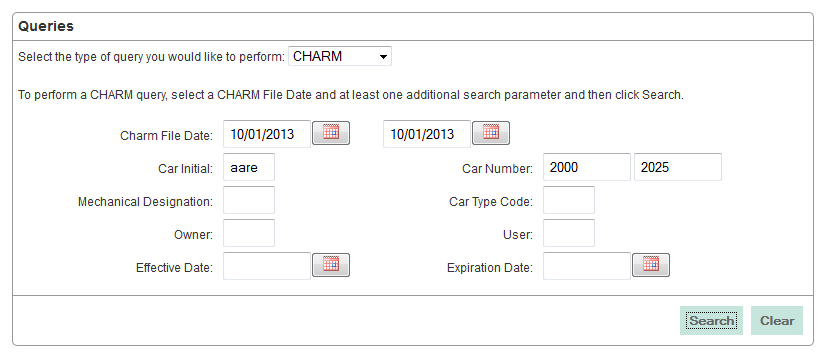 Queries
Select the type of query you would like to perform: CHARM
To perform a CHARM query, select a CHARM File Date and at least one additional search parameter and then click Search.
Charm File Date: 10/01/2013 10/01/2013
Car Initial: aare Car Number: 2000 2025
Mechanical Designation: Car Type Code:
Owner: User:
Effective Date: Expiration Date:
Search Clear